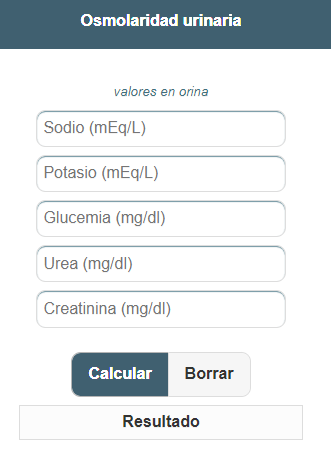 Osmolaridad urinaria
valores en orina
Sodio (mEq/L)
Potasio (mEq/L)
Glucemia (mg/dl)
Urea (mg/dl)
Creatinina (mg/dl)
Calcular Borrar
Resultado